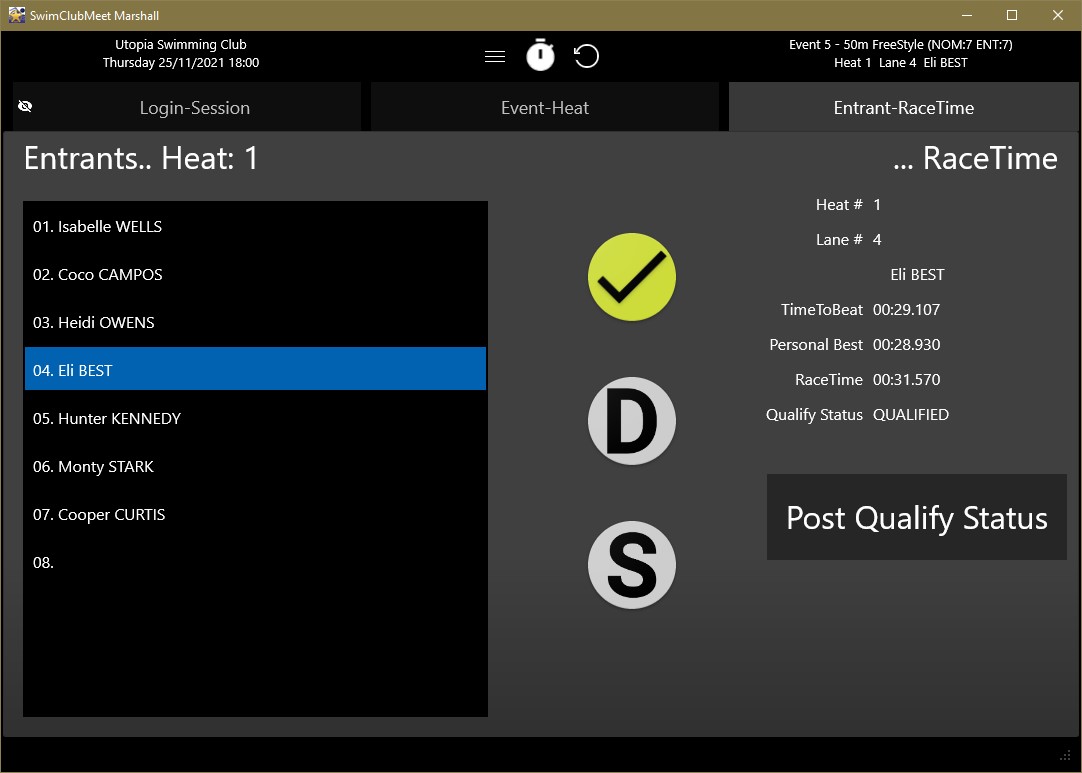 SwimClubMeet Marshall
Utopia Swimming Club
Thursday 25/11/2021 18:00
Event 5 - 50m FreeStyle (NOM:7 ENT:7)
Heat 1 Lane 4 Eli BEST
Login-Session
Event-Heat
Entrant-RaceTime
Entrants.. Heat: 1
... RaceTime
01. Isabelle WELLS
02. Coco CAMPOS
03. Heidi OWENS
04. Eli BEST
05. Hunter KENNEDY
06. Monty STARK
07. Cooper CURTIS
08.
D
S
Heat # 1
Lane # 4
Eli BEST
TimeToBeat 00:29.107
Personal Best 00:28.930
RaceTime 00:31.570
Qualify Status QUALIFIED
Post Qualify Status